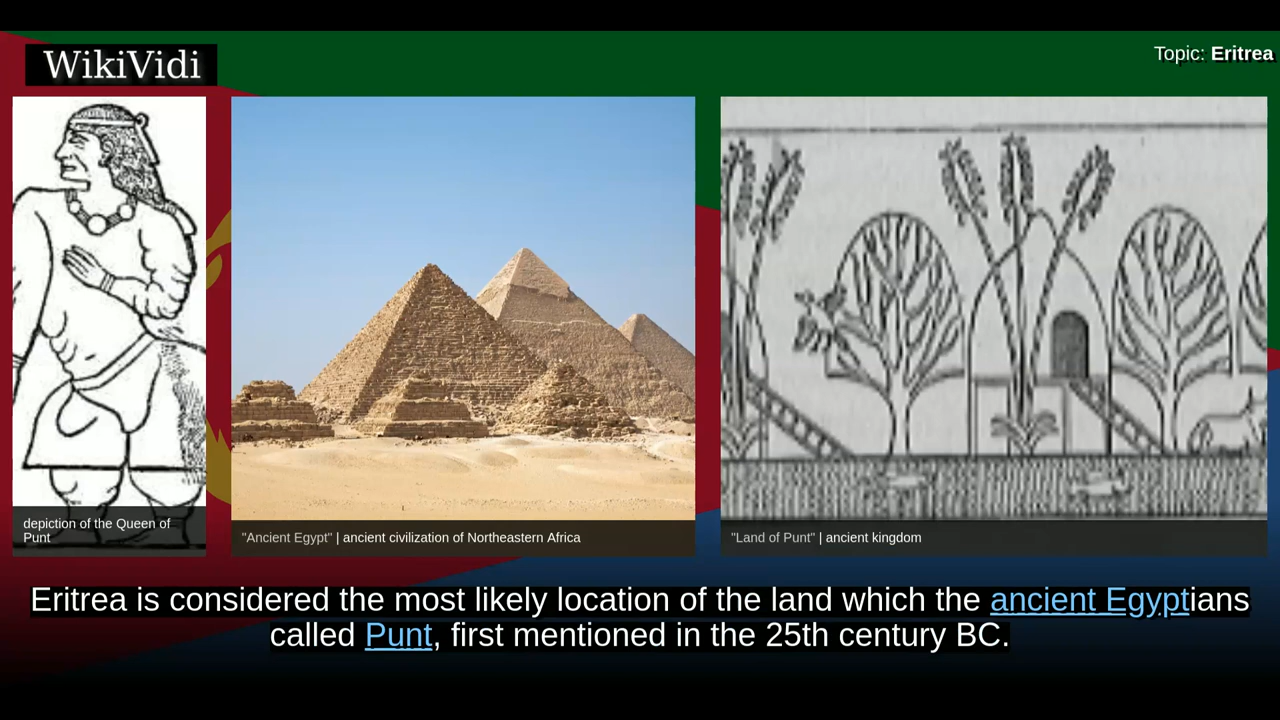 WikiVidi
Topic: Eritrea
depiction of the Queen of
Punt
"Ancient Egypt" | ancient civilization of Northeastern Africa
"Land of Punt" | ancient kingdom
Eritrea is considered the most likely location of the land which the ancient Egyptians
called Punt, first mentioned in the 25th century BC.